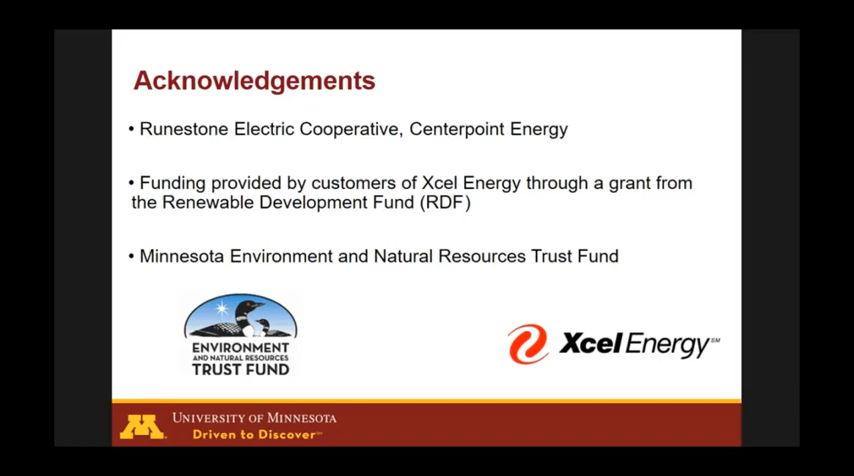 Acknowledgements
• Runestone Electric Cooperative, Centerpoint Energy
• Funding provided by customers of Xcel Energy through a grant from
the Renewable Development Fund (RDF)
• Minnesota Environment and Natural Resources Trust Fund
ENVIRONMENT
AND NATURAL RESOURCES
TRUST FUND
Xcel Energy℠
M
UNIVERSITY OF MINNESOTA
Driven to Discover℠